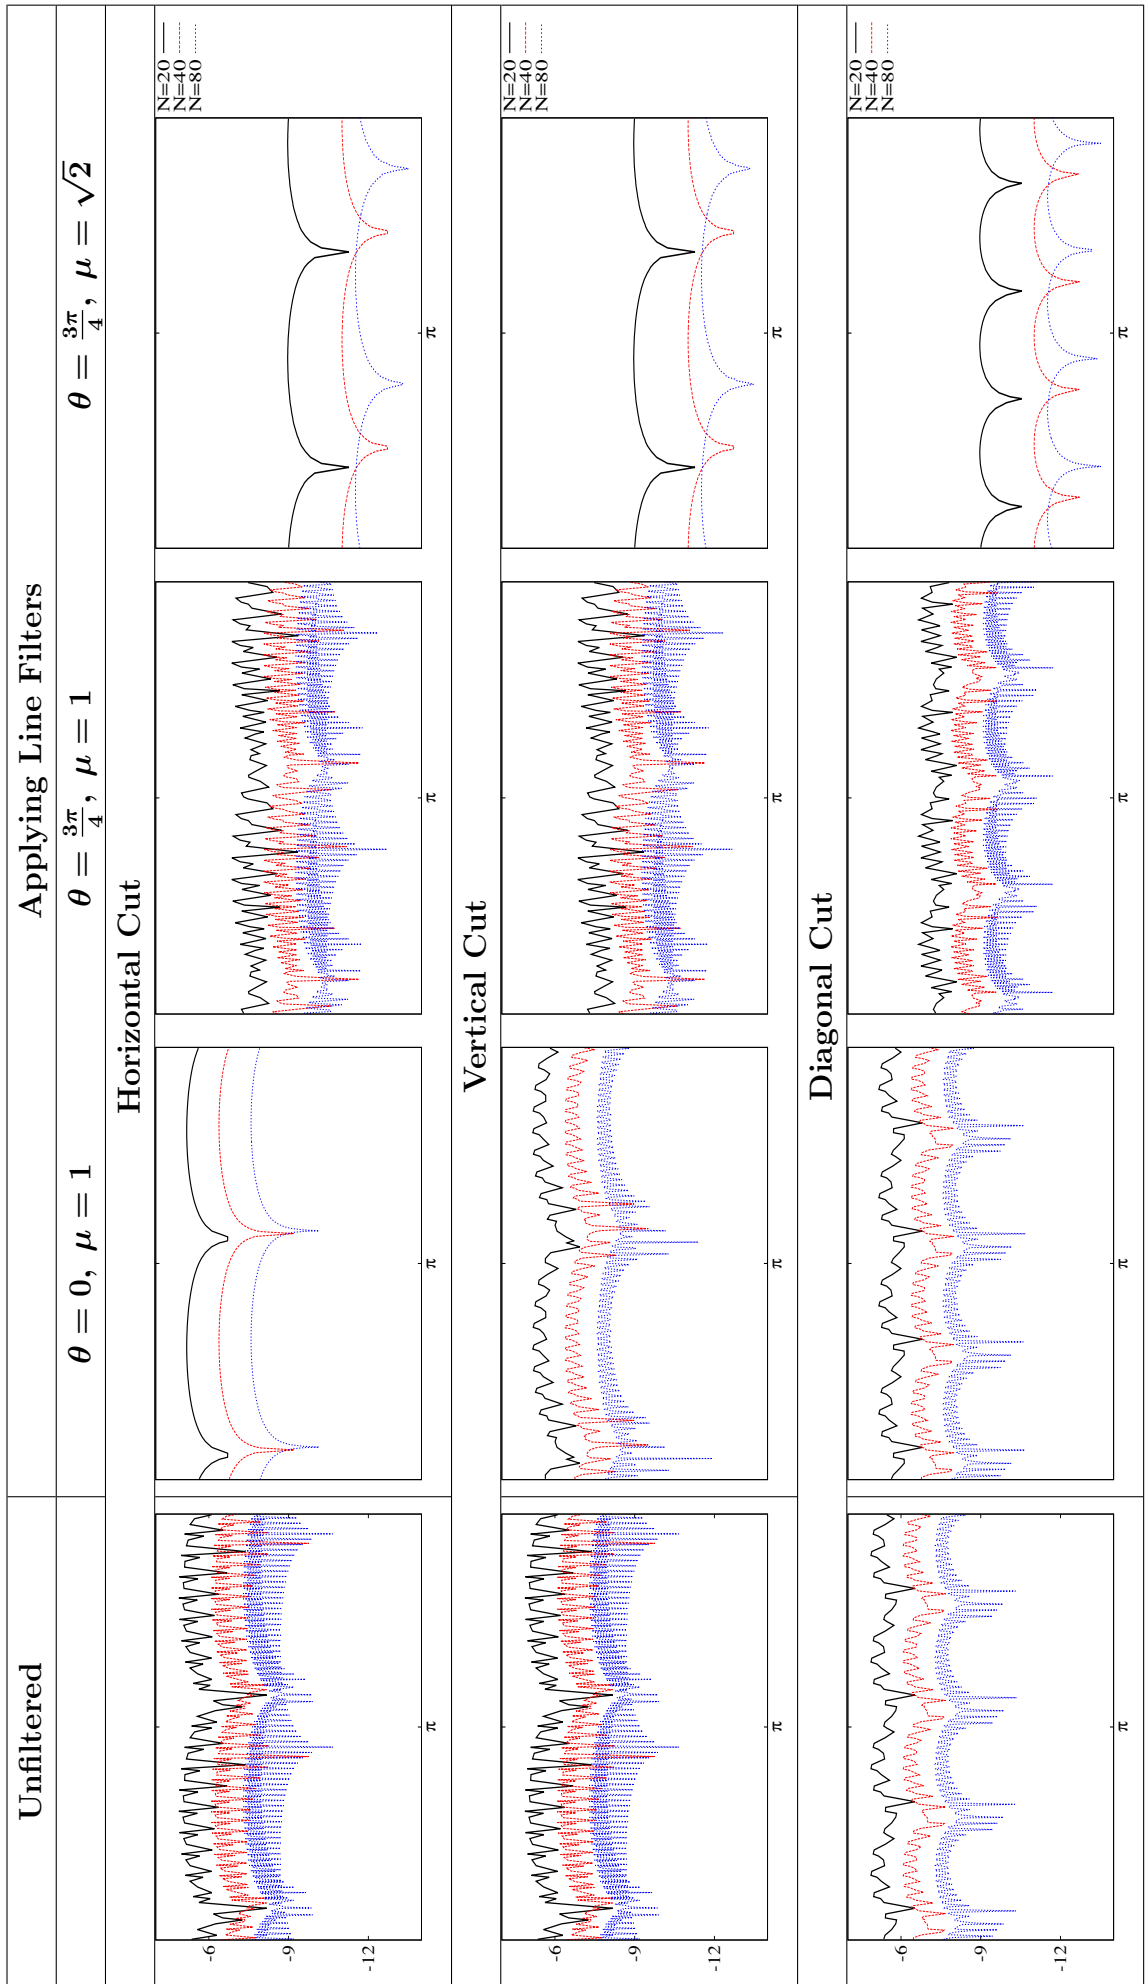 Applying Line Filters
Unfiltered
θ = 0, μ = 1
θ = 3π/4, μ = 1
θ = 3π/4, μ = √2
Horizontal Cut
-6
-9
-12
π
π
π
π
N=20
N=40
N=80
Vertical Cut
-6
-9
-12
π
π
π
π
N=20
N=40
N=80
Diagonal Cut
-6
-9
-12
π
π
π
π
N=20
N=40
N=80